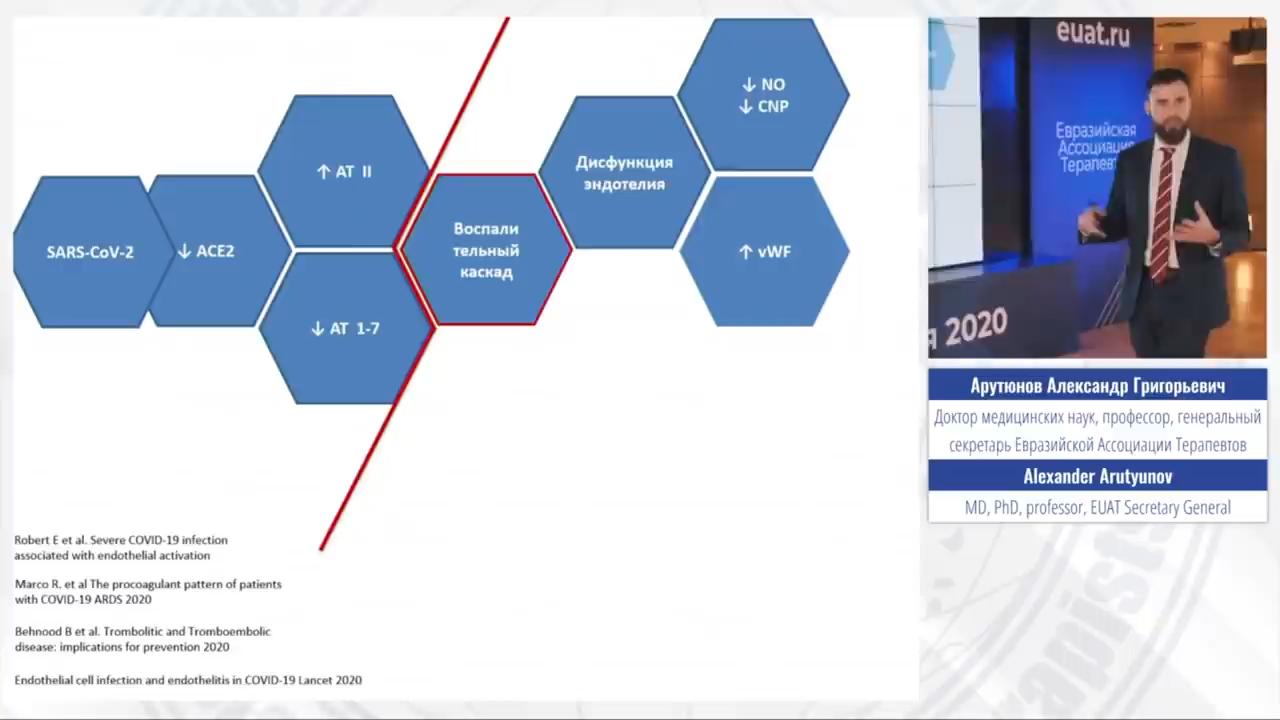 SARS-CoV-2
↓ ACE2
↑ AT II
↓ AT 1-7
Воспали
тельный
каскад
Дисфункция
эндотелия
↓ NO
↓ CNP
↑ vWF
Robert E et al. Severe COVID-19 infection
associated with endothelial activation
Marco R. et al The procoagulant pattern of patients
with COVID-19 ARDS 2020
Behnood B et al. Trombolitic and Tromboembolic
disease: implications for prevention 2020
Endothelial cell infection and endothelitis in COVID-19 Lancet 2020
euat.ru
Евразийская
Ассоциация
Терапевт
я 2020
Арутюнов Александр Григорьевич
Доктор медицинских наук, профессор, генеральный
секретарь Евразийской Ассоциации Терапевтов
Alexander Arutyunov
MD, PhD, professor, EUAT Secretary General